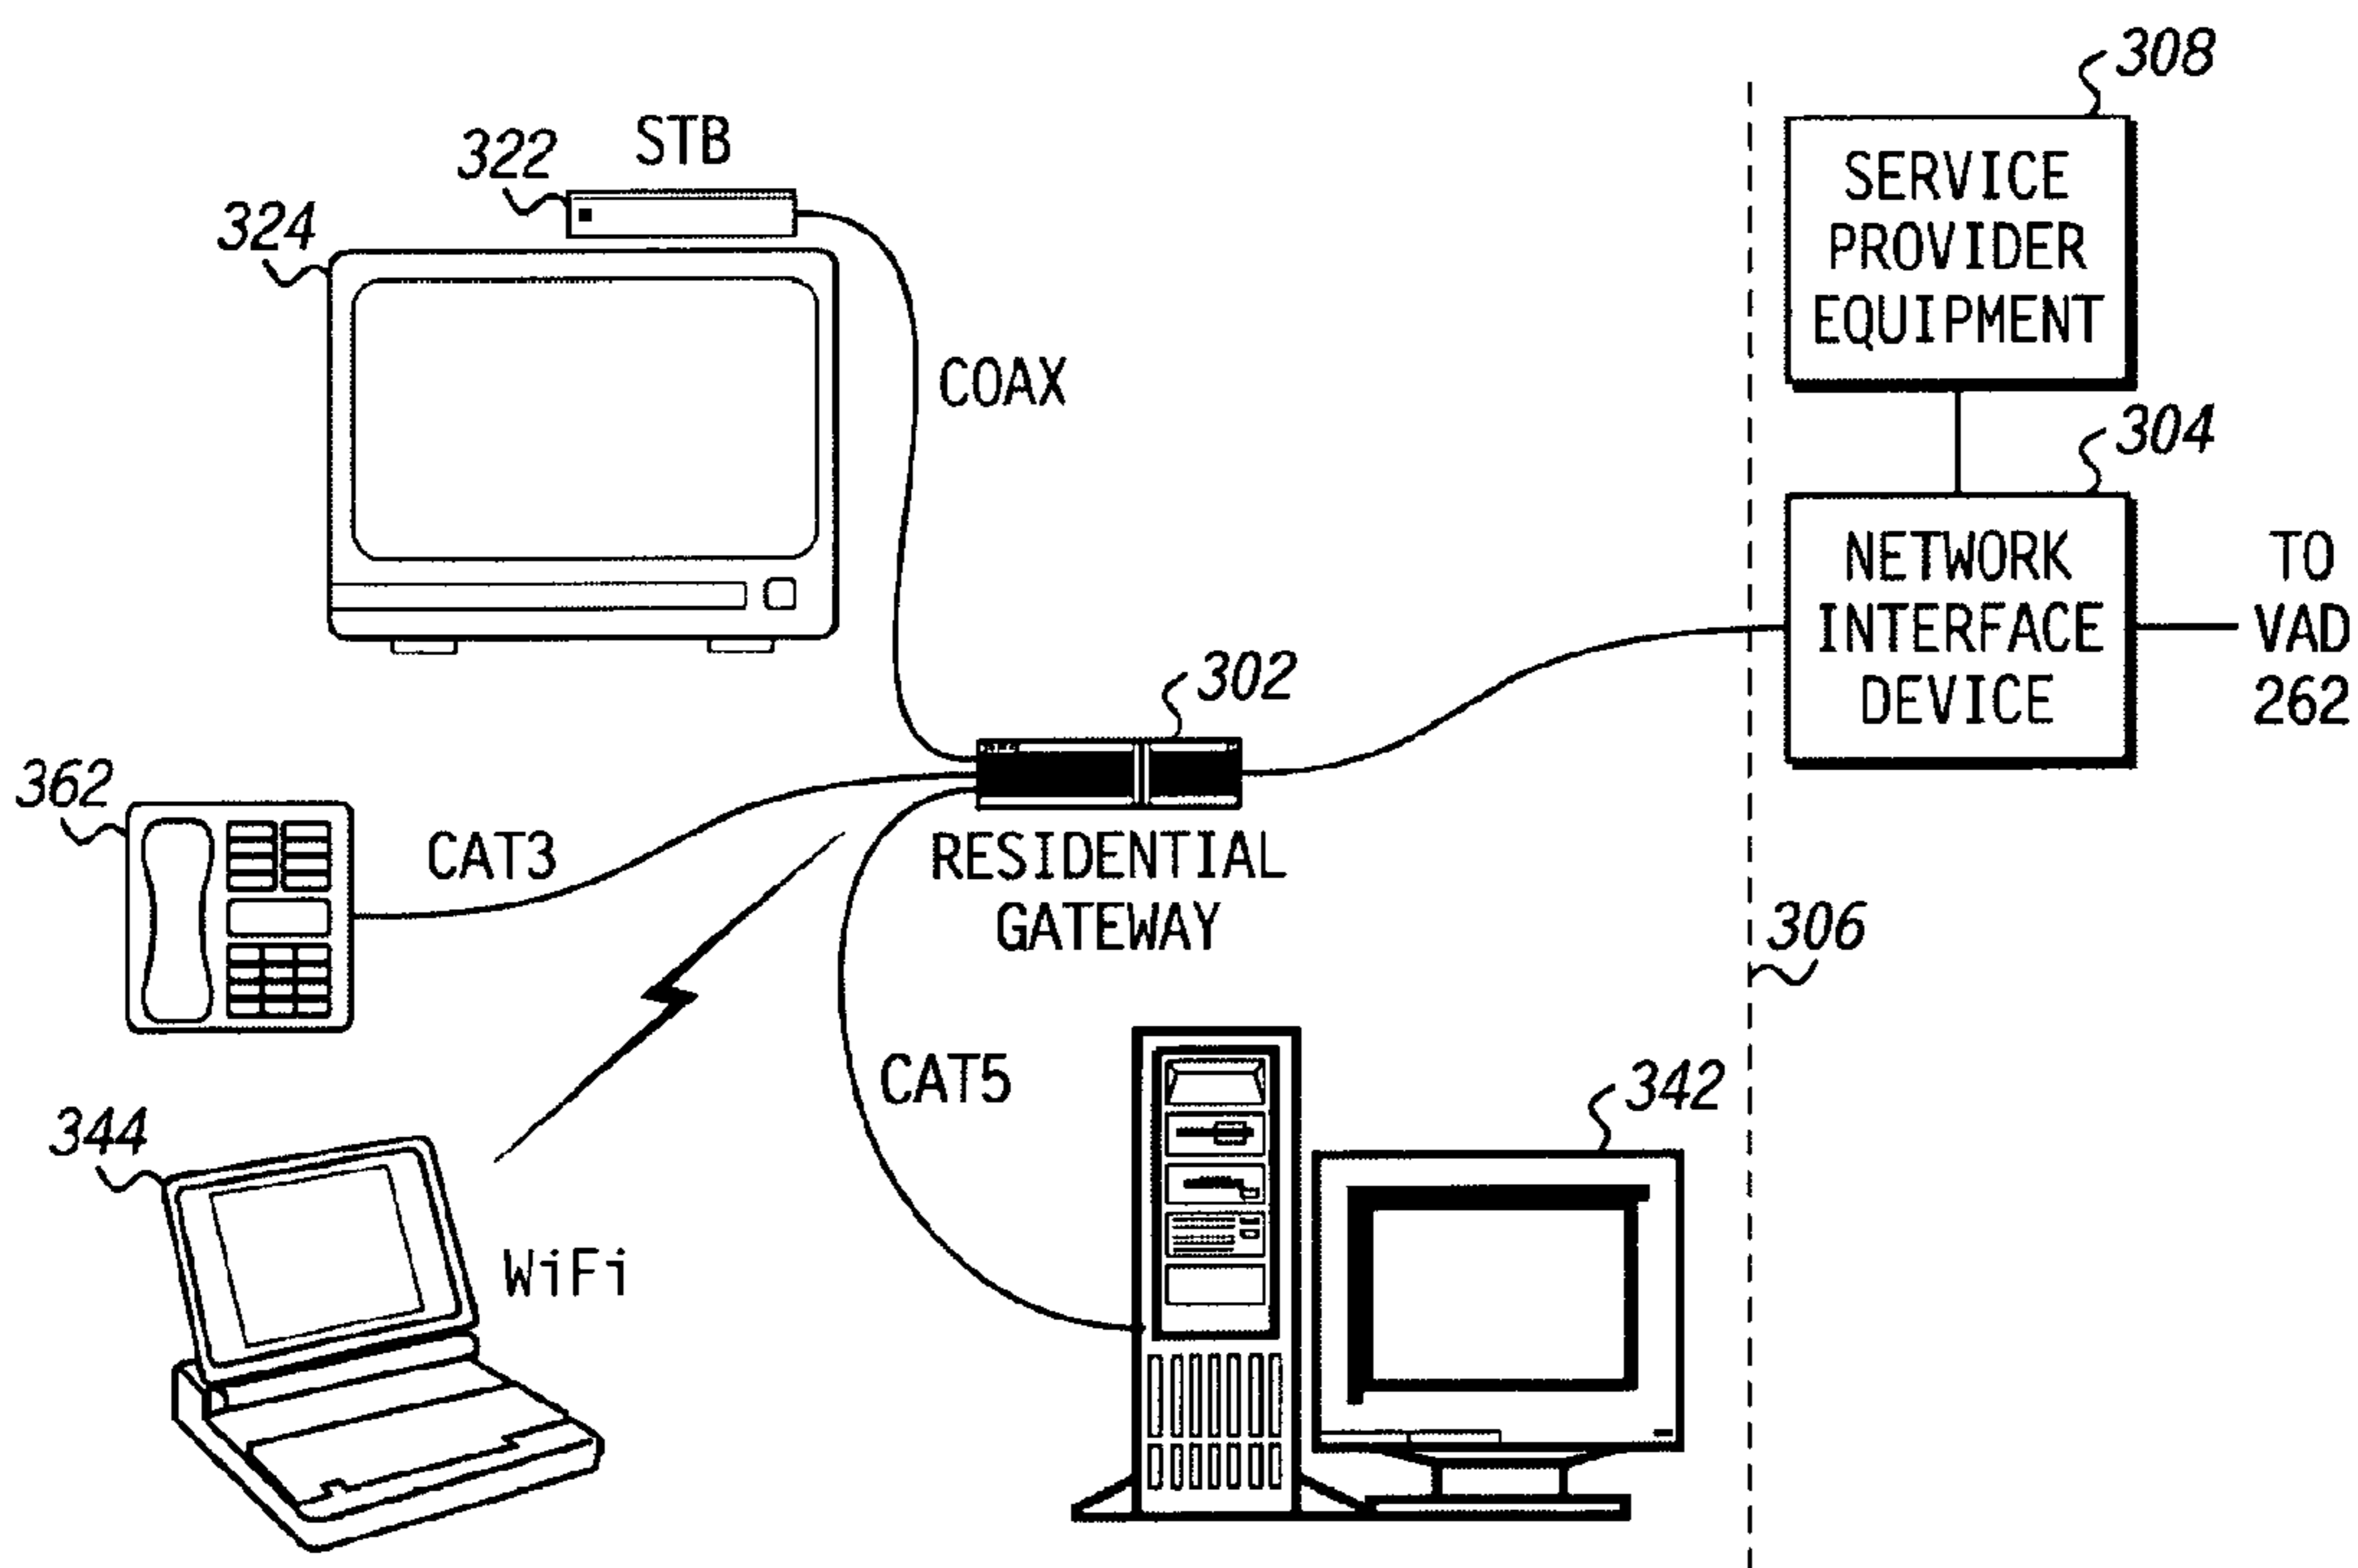 308
STB
322
SERVICE
PROVIDER
EQUIPMENT
324
COAX
304
NETWORK
INTERFACE
DEVICE
TO
VAD
262
302
362
CAT3
RESIDENTIAL
GATEWAY
306
CAT5
342
344
WiFi